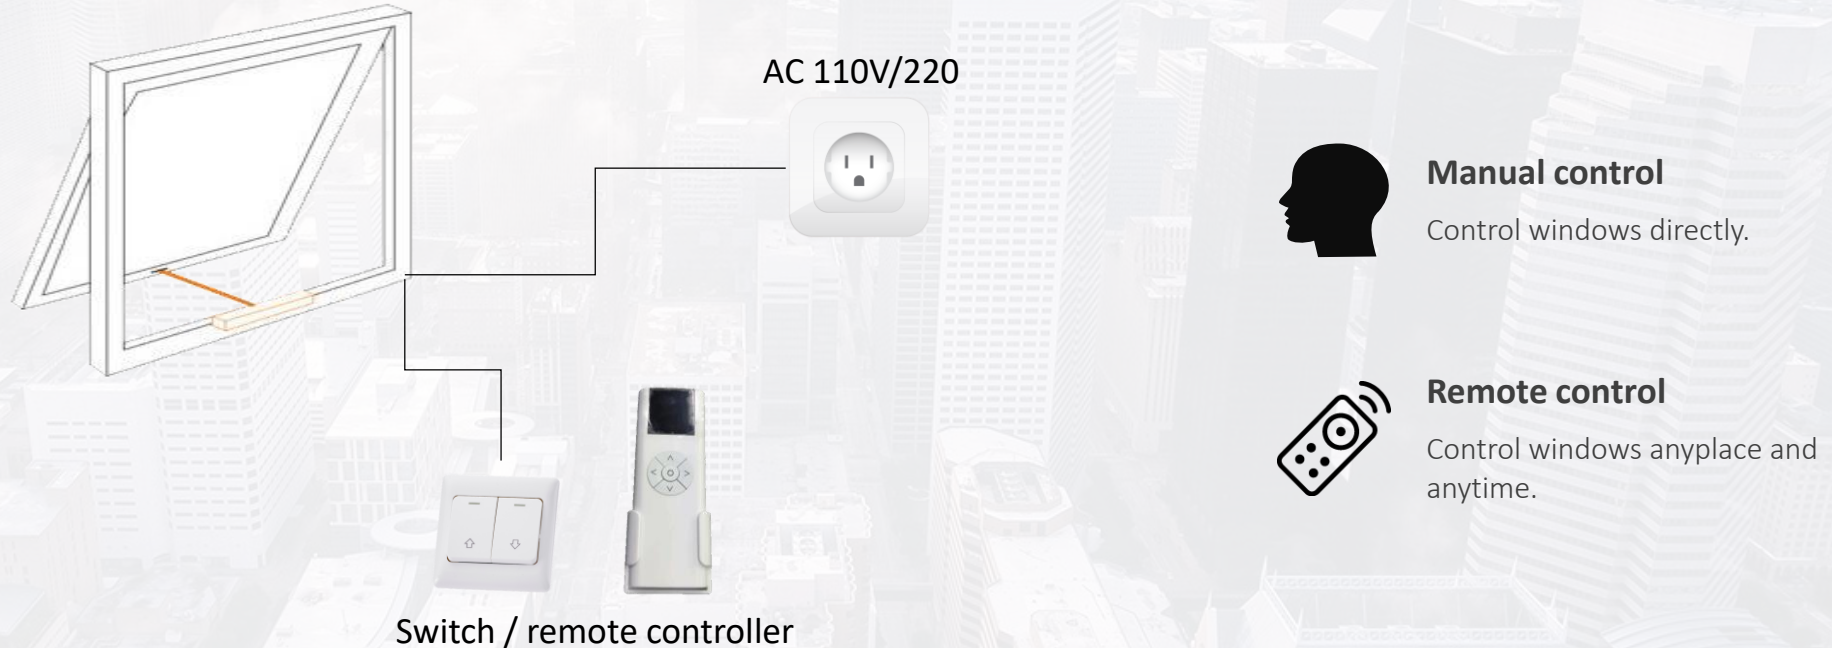 AC 110V/220
Switch / remote controller
Manual control
Control windows directly.
Remote control
Control windows anyplace and
anytime.